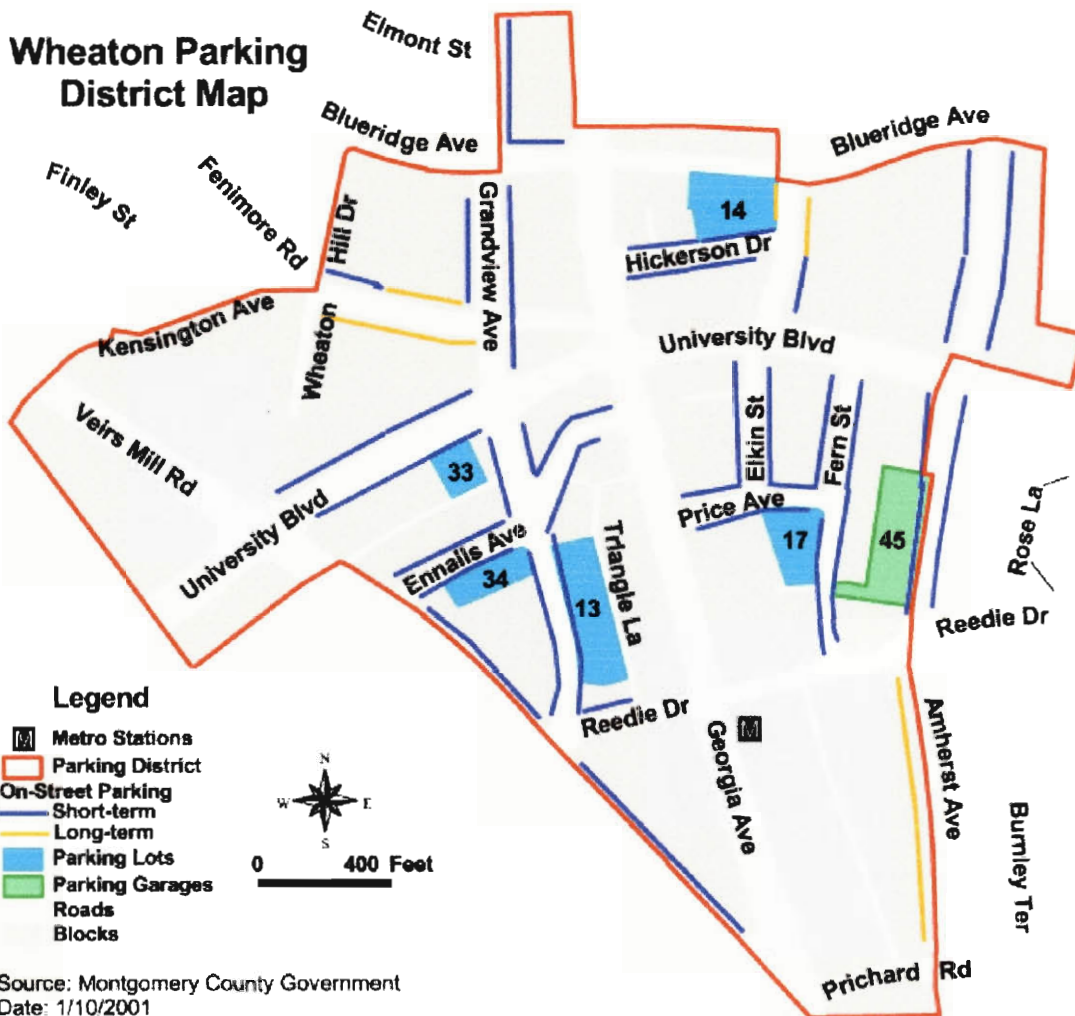 Wheaton Parking
District Map
Elmont St
Blueridge Ave
Blueridge Ave
Finley St
Fenimore Rd
Hill Dr
Grandview Ave
14
Hickerson Dr
Kensington Ave
Wheaton
University Blvd
Veirs Mill Rd
Elkin St
Fern St
33
University Blvd
Price Ave
Ennalls Ave
17
45
Rose La
34
13
Triangle La
Reedie Dr
Reedie Dr
Georgia Ave
M
Amherst Ave
Burnley Ter
Prichard Rd
Legend
M Metro Stations
Parking District
On-Street Parking
Short-term
Long-term
Parking Lots
Parking Garages
Roads
Blocks
N
W E
S
0 400 Feet
Source: Montgomery County Government
Date: 1/10/2001